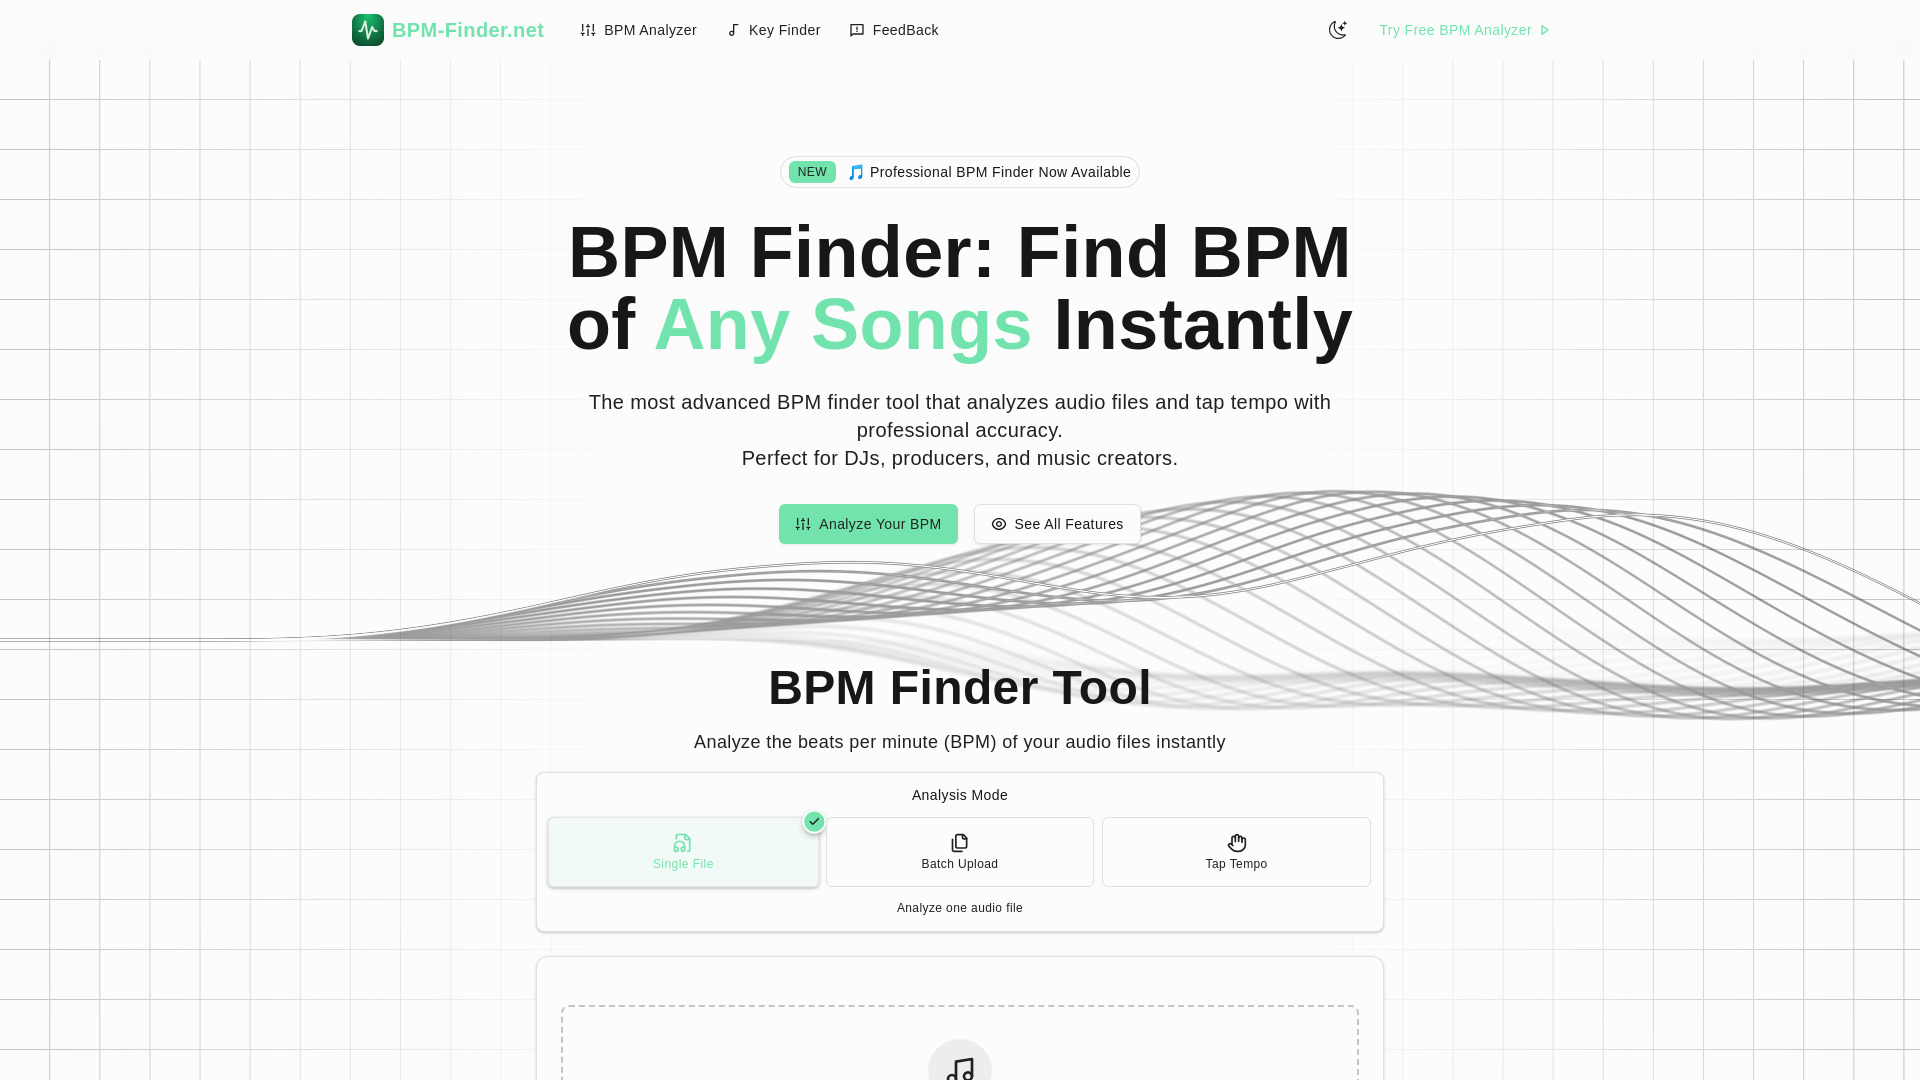 BPM-Finder.net
BPM Analyzer
Key Finder
FeedBack
Try Free BPM Analyzer
NEW
🎵 Professional BPM Finder Now Available
BPM Finder: Find BPM
of Any Songs Instantly
The most advanced BPM finder tool that analyzes audio files and tap tempo with
professional accuracy.
Perfect for DJs, producers, and music creators.
Analyze Your BPM
See All Features
BPM Finder Tool
Analyze the beats per minute (BPM) of your audio files instantly
Analysis Mode
Single File
Batch Upload
Tap Tempo
Analyze one audio file